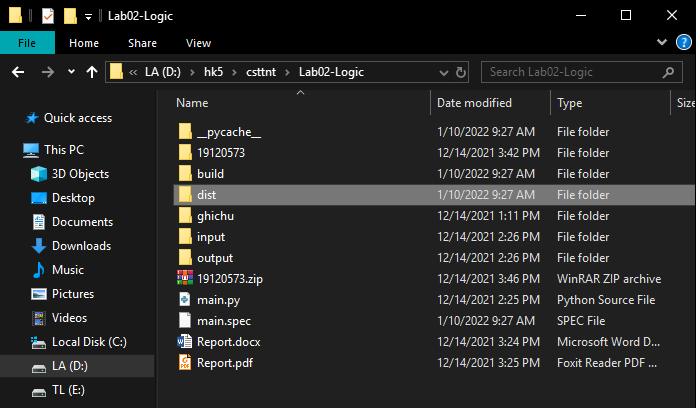 Lab02-Logic
File Home Share View
LA (D:) hk5 csttnt Lab02-Logic Search Lab02-Logic
Name Date modified Type Size
Quick access
This PC
3D Objects
Desktop
Documents
Downloads
Music
Pictures
Videos
Local Disk (C:)
LA (D:)
TL (E:)
__pycache__ 1/10/2022 9:27 AM File folder
19120573 12/14/2021 3:42 PM File folder
build 1/10/2022 9:27 AM File folder
dist 1/10/2022 9:27 AM File folder
ghichu 12/14/2021 1:11 PM File folder
input 12/14/2021 2:26 PM File folder
output 12/14/2021 2:26 PM File folder
19120573.zip 12/14/2021 3:46 PM WinRAR ZIP archive
main.py 12/14/2021 2:25 PM Python Source File
main.spec 1/10/2022 9:27 AM SPEC File
Report.docx 12/14/2021 3:24 PM Microsoft Word D...
Report.pdf 12/14/2021 3:25 PM Foxit Reader PDF ...